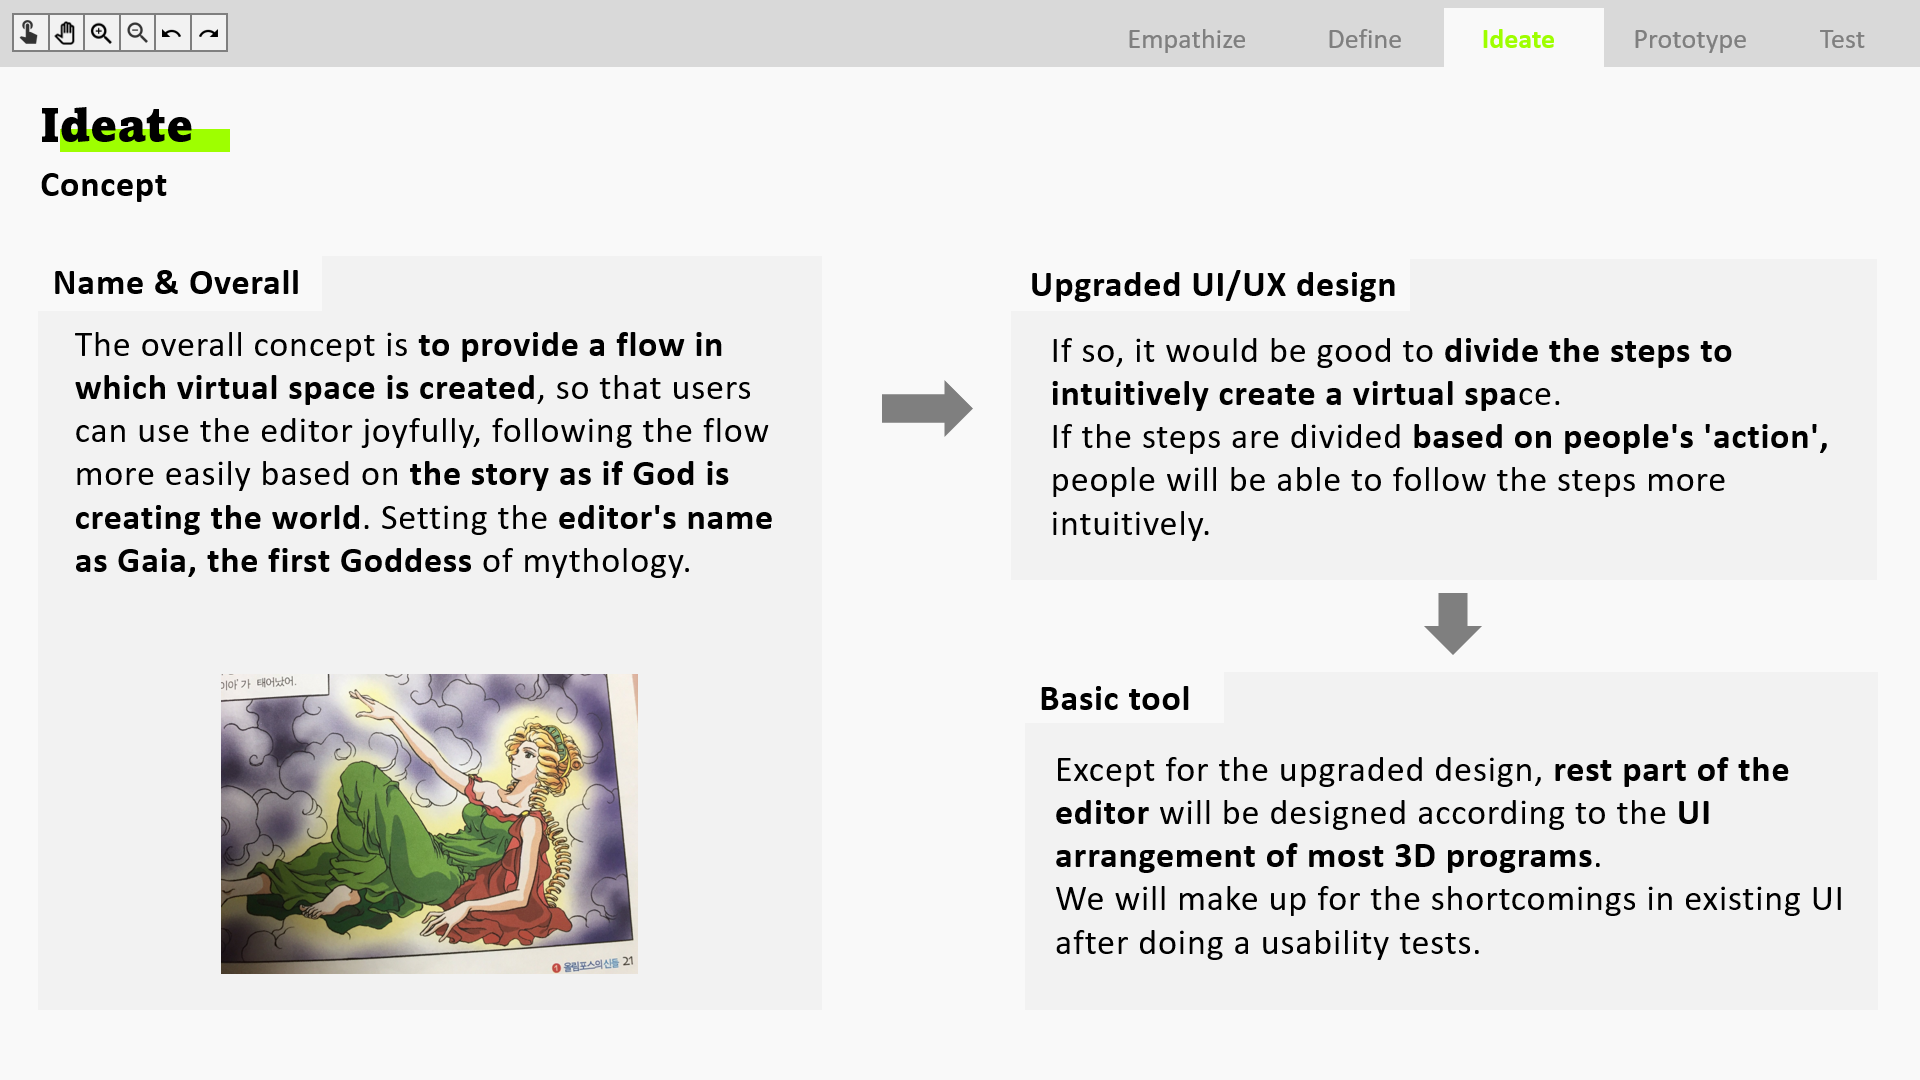 Empathize
Define
Ideate
Prototype
Test
Ideate
Concept
Name & Overall
The overall concept is to provide a flow in
which virtual space is created, so that users
can use the editor joyfully, following the flow
more easily based on the story as if God is
creating the world. Setting the editor's name
as Gaia, the first Goddess of mythology.
이아'가 태어났어.
1 올림포스의 신들 21
Upgraded UI/UX design
If so, it would be good to divide the steps to
intuitively create a virtual space.
If the steps are divided based on people's 'action',
people will be able to follow the steps more
intuitively.
Basic tool
Except for the upgraded design, rest part of the
editor will be designed according to the UI
arrangement of most 3D programs.
We will make up for the shortcomings in existing UI
after doing a usability tests.